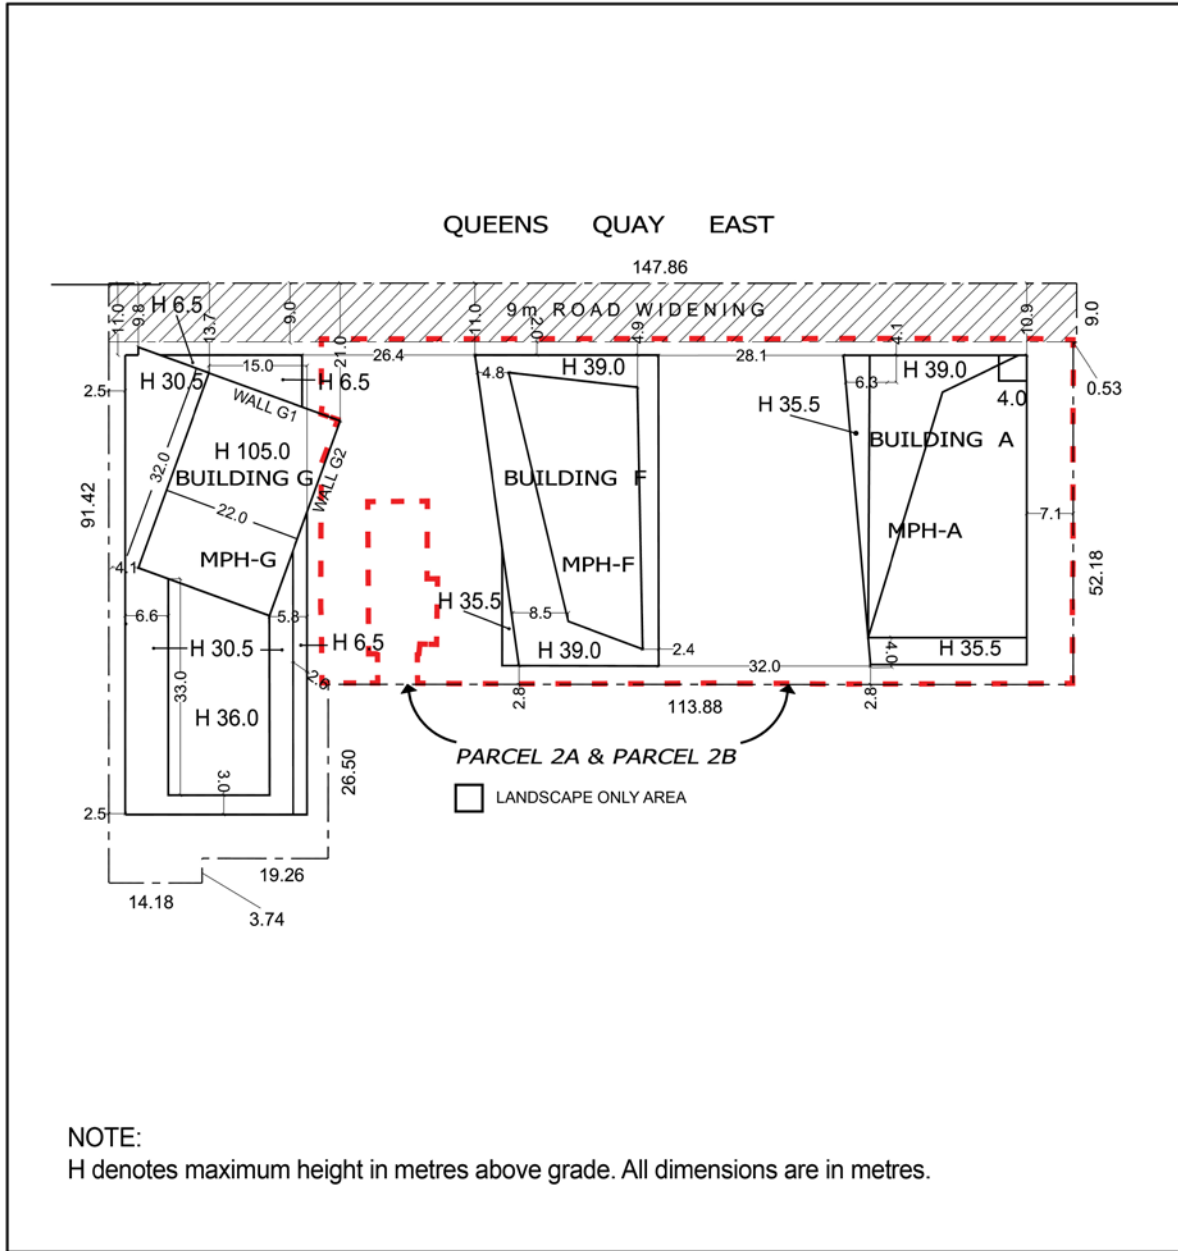 QUEENS QUAY EAST
147.86
9m ROAD WIDENING
9.0
11.0
9.8
H 6.5
13.7
9.0
21.0
26.4
11.0
2.0
4.9
28.1
4.1
10.9
0.53
2.5
H 30.5
15.0
H 6.5
WALL G1
4.8
H 39.0
6.3
H 39.0
4.0
H 35.5
H 105.0
BUILDING G
WALL G2
32.0
22.0
MPH-G
BUILDING F
MPH-F
BUILDING A
MPH-A
7.1
91.42
52.18
4.1
6.6
5.8
H 6.5
H 30.5
33.0
H 36.0
3.0
H 35.5
8.5
H 39.0
2.4
32.0
4.0
H 35.5
2.8
113.88
2.8
26.50
PARCEL 2A & PARCEL 2B
LANDSCAPE ONLY AREA
2.5
19.26
14.18
3.74
NOTE:
H denotes maximum height in metres above grade. All dimensions are in metres.